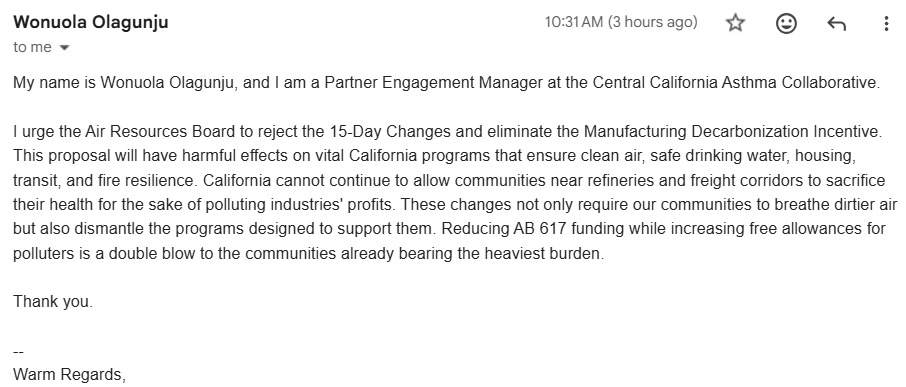 Wonuola Olagunju
10:31 AM (3 hours ago)
to me
My name is Wonuola Olagunju, and I am a Partner Engagement Manager at the Central California Asthma Collaborative.
I urge the Air Resources Board to reject the 15-Day Changes and eliminate the Manufacturing Decarbonization Incentive.
This proposal will have harmful effects on vital California programs that ensure clean air, safe drinking water, housing,
transit, and fire resilience. California cannot continue to allow communities near refineries and freight corridors to sacrifice
their health for the sake of polluting industries' profits. These changes not only require our communities to breathe dirtier air
but also dismantle the programs designed to support them. Reducing AB 617 funding while increasing free allowances for
polluters is a double blow to the communities already bearing the heaviest burden.
Thank you.
--
Warm Regards,